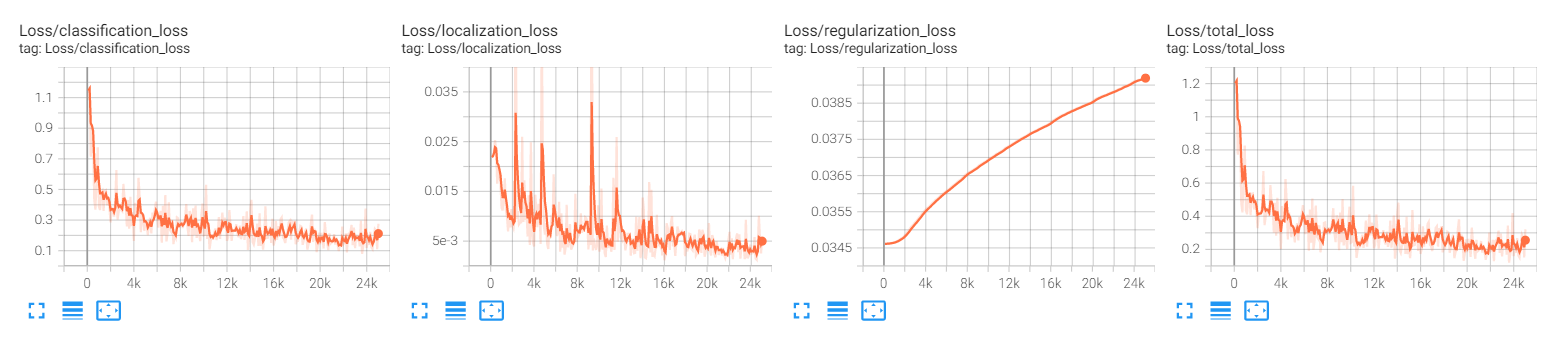 Loss/classification_loss
tag: Loss/classification_loss
1.1
0.9
0.7
0.5
0.3
0.1
0 4k 8k 12k 16k 20k 24k
Loss/localization_loss
tag: Loss/localization_loss
0.035
0.025
0.015
5e-3
0 4k 8k 12k 16k 20k 24k
Loss/regularization_loss
tag: Loss/regularization_loss
0.0385
0.0375
0.0365
0.0355
0.0345
0 4k 8k 12k 16k 20k 24k
Loss/total_loss
tag: Loss/total_loss
1.2
1
0.8
0.6
0.4
0.2
0 4k 8k 12k 16k 20k 24k